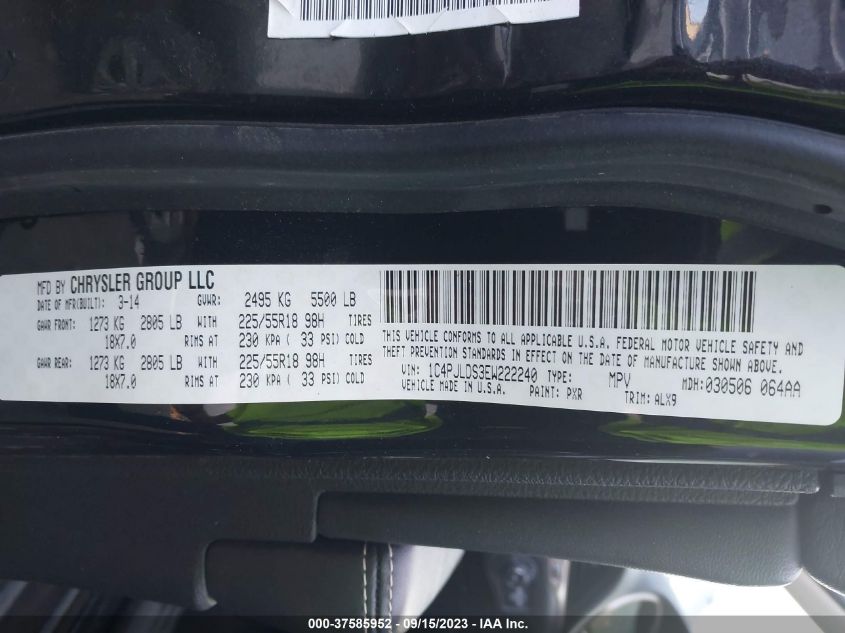 MFD BY CHRYSLER GROUP LLC
DATE OF MFR(BUILT): 3-14 GVWR: 2495 KG 5500 LB
GAWR FRONT: 1273 KG 2805 LB WITH 225/55R18 98H TIRES
18X7.0 RIMS AT 230 KPA ( 33 PSI) COLD
GAWR REAR: 1273 KG 2805 LB WITH 225/55R18 98H TIRES
18X7.0 RIMS AT 230 KPA ( 33 PSI) COLD
THIS VEHICLE CONFORMS TO ALL APPLICABLE U.S.A. FEDERAL MOTOR VEHICLE SAFETY AND
THEFT PREVENTION STANDARDS IN EFFECT ON THE DATE OF MANUFACTURE SHOWN ABOVE.
VIN: 1C4PJLDS3EW222240 TYPE: MPV MDH: 030506 064AA
VEHICLE MADE IN U.S.A. PAINT: PXR TRIM: ALX9
000-37585952 - 09/15/2023 - IAA Inc.